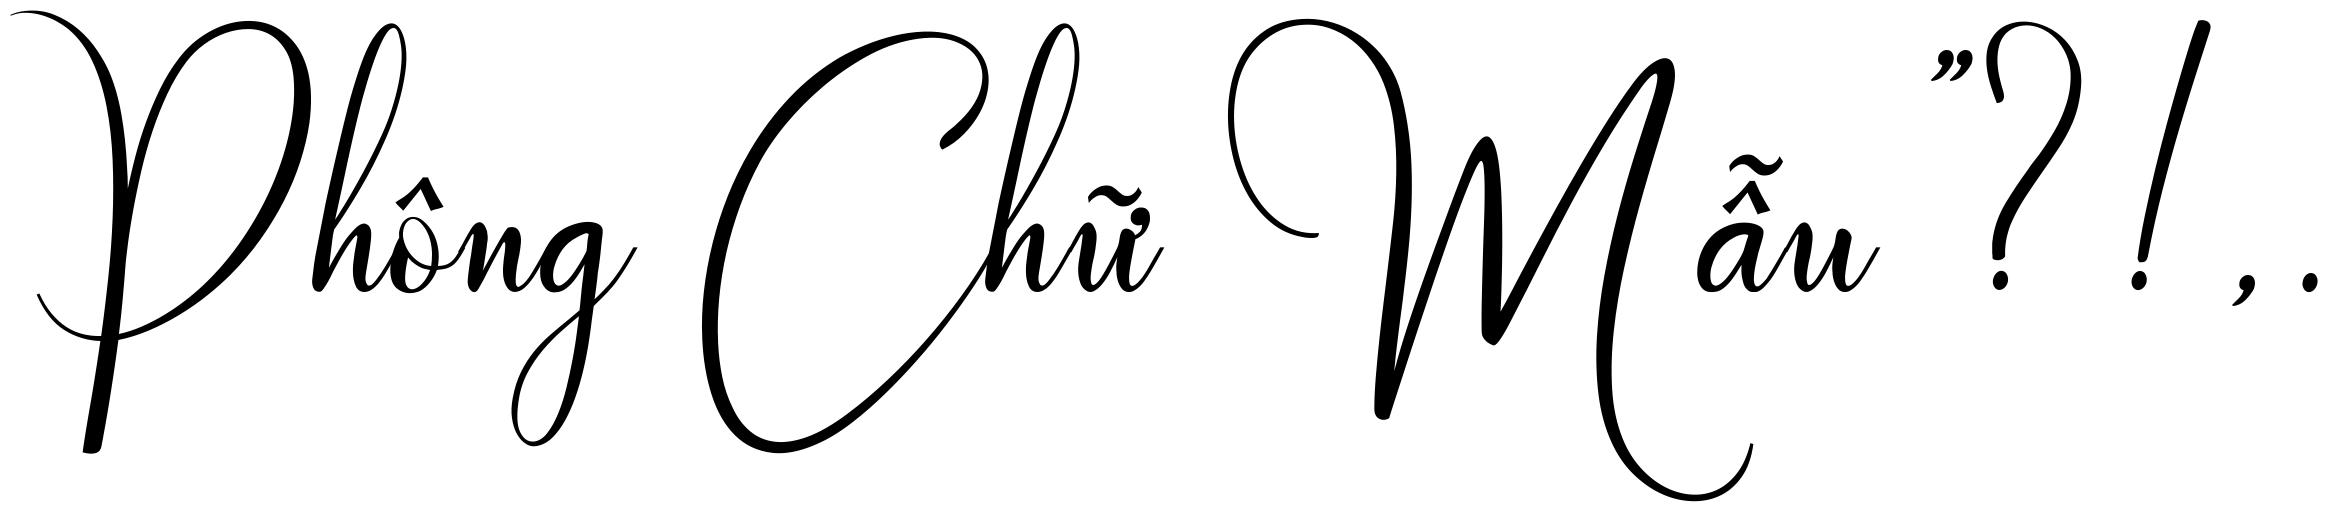 Phông Chữ Mẫu ”?!,.